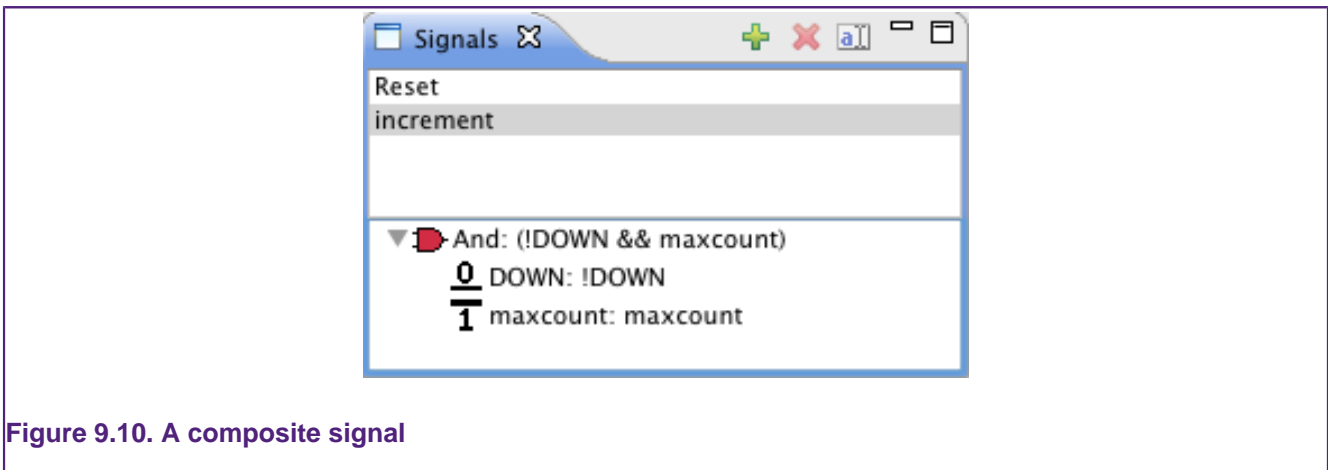 Signals
Reset
increment
And: (!DOWN && maxcount)
0 DOWN: !DOWN
1 maxcount: maxcount
Figure 9.10. A composite signal